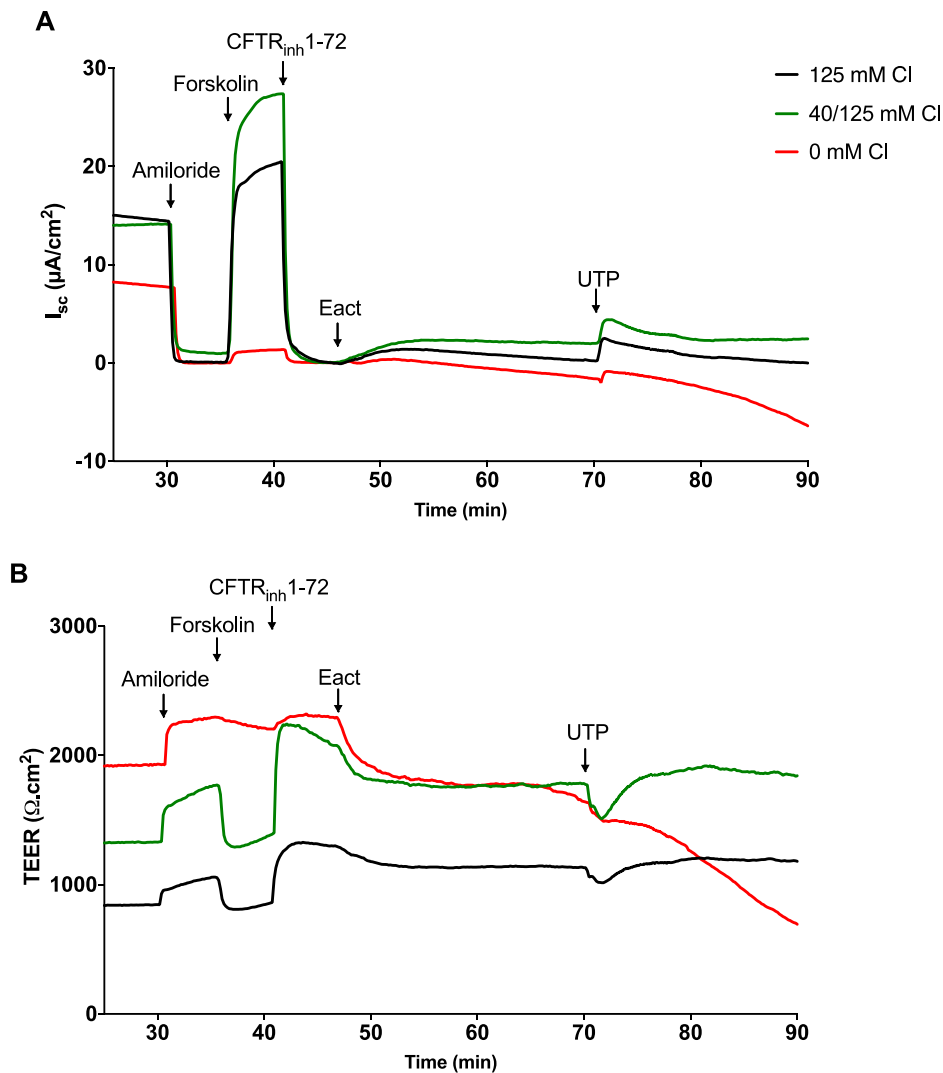 A
CFTRinh1-72
Forskolin
Amiloride
Eact
UTP
125 mM Cl
40/125 mM Cl
0 mM Cl
Isc (µA/cm2)
30
20
10
0
-10
30 40 50 60 70 80 90
Time (min)
B
CFTRinh1-72
Forskolin
Amiloride
Eact
UTP
TEER (Ω.cm2)
3000
2000
1000
0
30 40 50 60 70 80 90
Time (min)